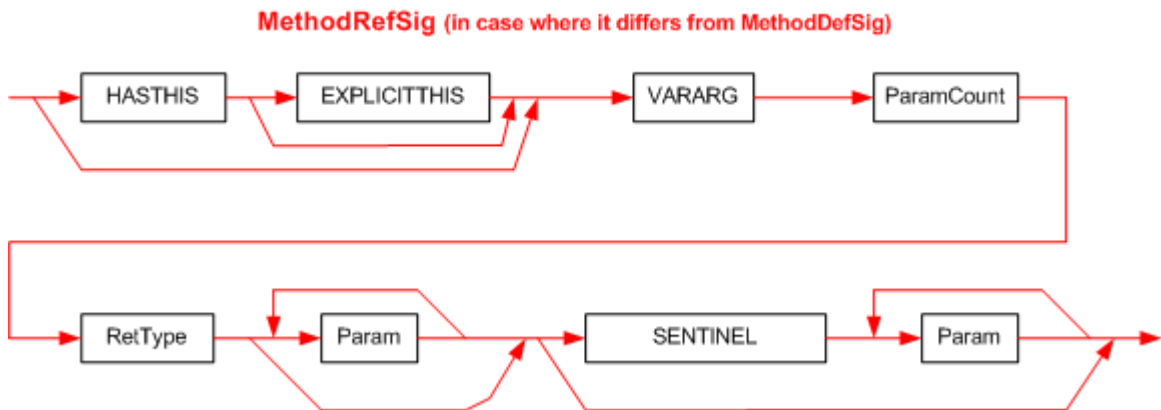 MethodRefSig (in case where it differs from MethodDefSig)
HASTHIS EXPLICITTHIS VARARG ParamCount
RetType Param SENTINEL Param